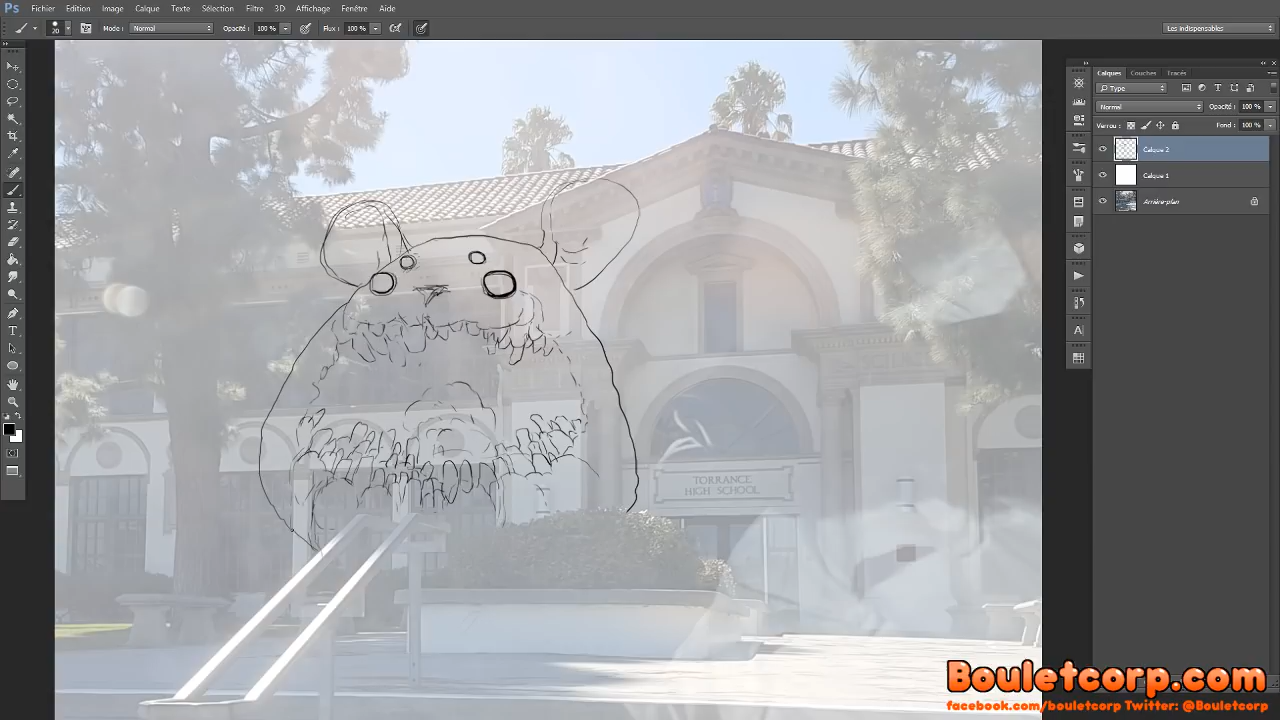 Ps Fichier Edition Image Calque Texte Sélection Filtre 3D Affichage Fenêtre Aide
20 Mode : Normal Opacité : 100 % Flux : 100 % Les indispensables
Calques Couches Tracés
Type
Normal Opacité : 100 %
Verrou : Fond : 100 %
Calque 2
Calque 1
Arrière-plan
TORRANCE
HIGH SCHOOL
Bouletcorp.com
facebook.com/bouletcorp Twitter: @Bouletcorp